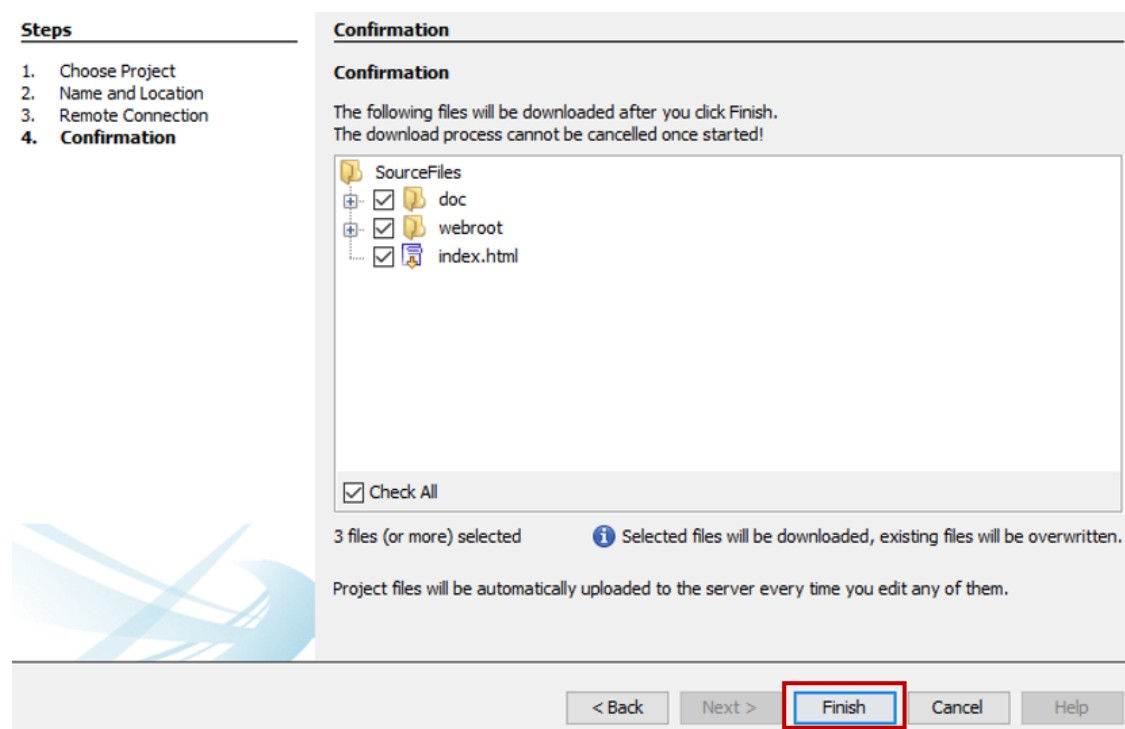 Steps
1. Choose Project
2. Name and Location
3. Remote Connection
4. Confirmation
Confirmation
Confirmation
The following files will be downloaded after you click Finish.
The download process cannot be cancelled once started!
SourceFiles
doc
webroot
index.html
Check All
3 files (or more) selected
Selected files will be downloaded, existing files will be overwritten.
Project files will be automatically uploaded to the server every time you edit any of them.
< Back
Next >
Finish
Cancel
Help